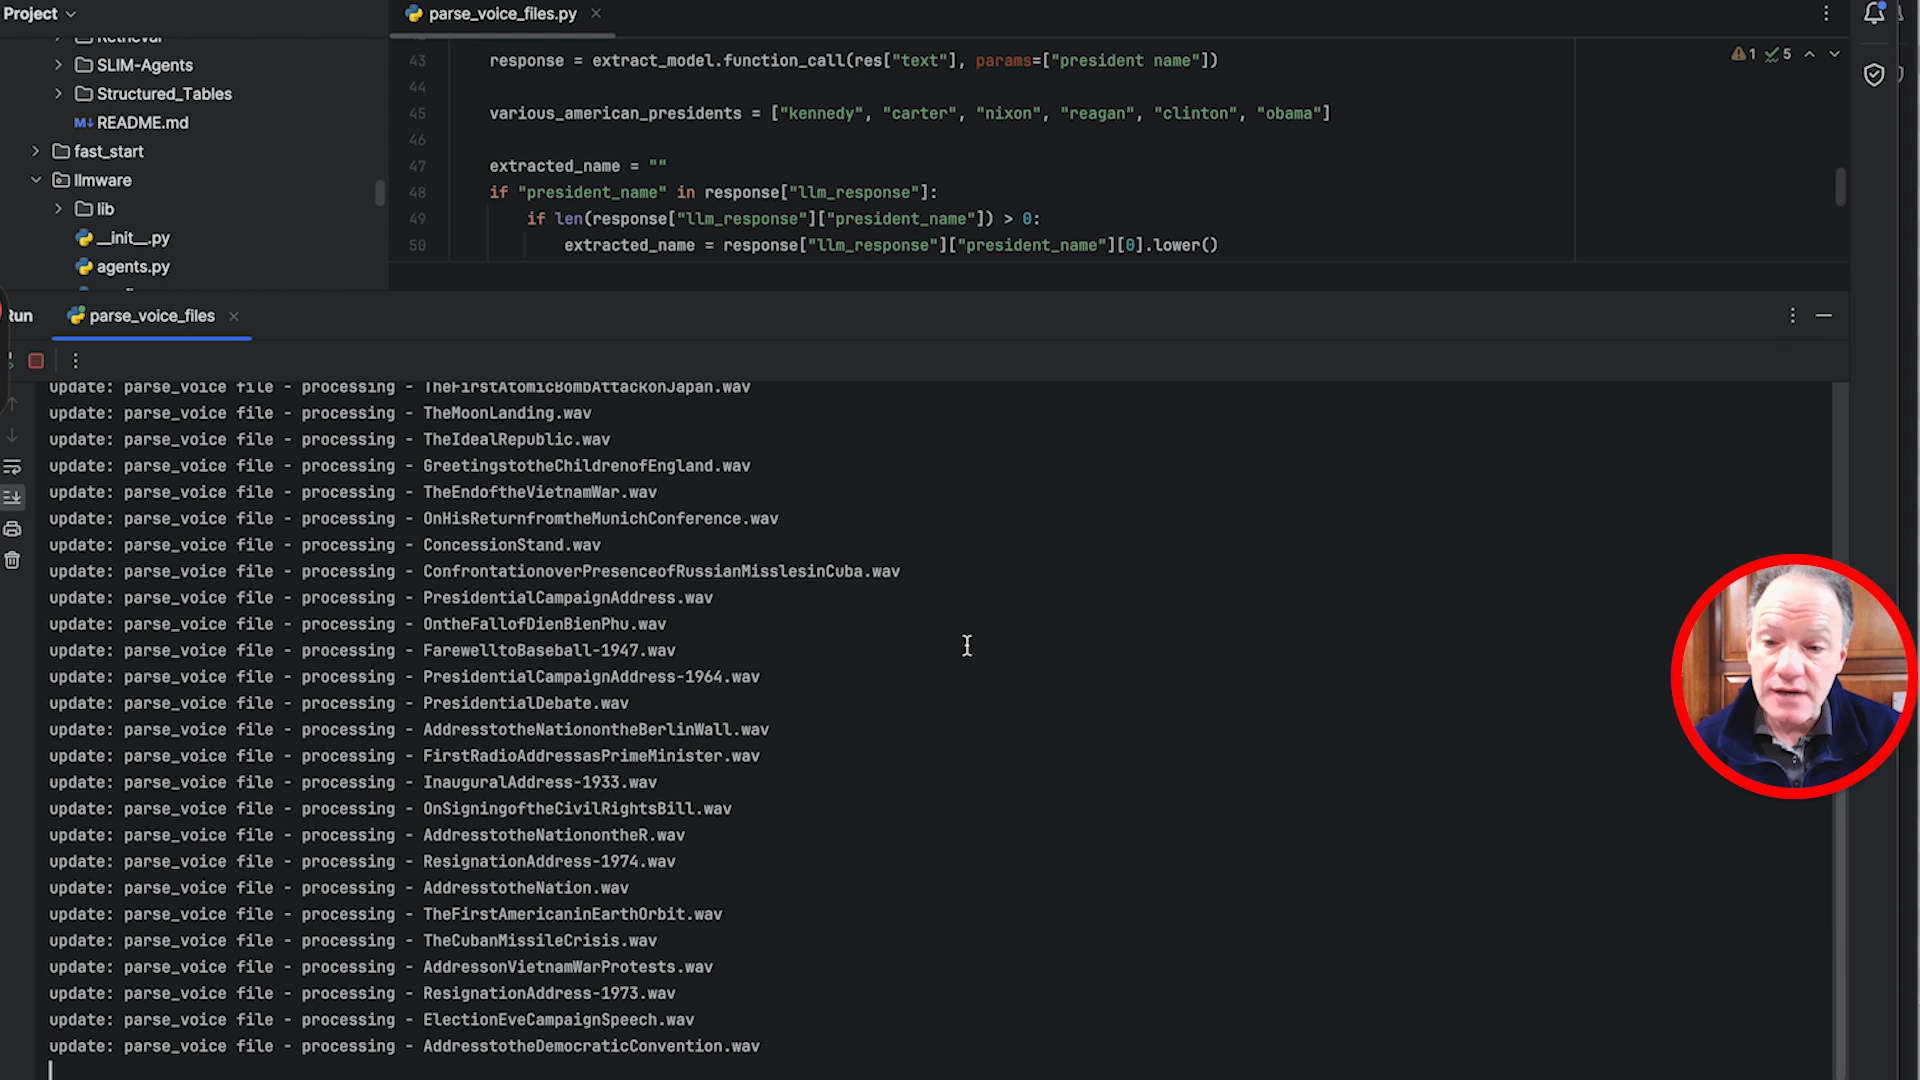 Project
parse_voice_files.py
Retrieval
SLIM-Agents
Structured_Tables
M↓ README.md
fast_start
llmware
lib
__init__.py
agents.py
43 response = extract_model.function_call(res["text"], params=["president name"])
44
45 various_american_presidents = ["kennedy", "carter", "nixon", "reagan", "clinton", "obama"]
46
47 extracted_name = ""
48 if "president_name" in response["llm_response"]:
49 if len(response["llm_response"]["president_name"]) > 0:
50 extracted_name = response["llm_response"]["president_name"][0].lower()
1 5
Run
parse_voice_files
update: parse_voice file - processing - TheFirstAtomicBombAttackonJapan.wav
update: parse_voice file - processing - TheMoonLanding.wav
update: parse_voice file - processing - TheIdealRepublic.wav
update: parse_voice file - processing - GreetingstotheChildrenofEngland.wav
update: parse_voice file - processing - TheEndoftheVietnamWar.wav
update: parse_voice file - processing - OnHisReturnfromtheMunichConference.wav
update: parse_voice file - processing - ConcessionStand.wav
update: parse_voice file - processing - ConfrontationoverPresenceofRussianMisslesinCuba.wav
update: parse_voice file - processing - PresidentialCampaignAddress.wav
update: parse_voice file - processing - OntheFallofDienBienPhu.wav
update: parse_voice file - processing - FarewelltoBaseball-1947.wav
update: parse_voice file - processing - PresidentialCampaignAddress-1964.wav
update: parse_voice file - processing - PresidentialDebate.wav
update: parse_voice file - processing - AddresstotheNationontheBerlinWall.wav
update: parse_voice file - processing - FirstRadioAddressasPrimeMinister.wav
update: parse_voice file - processing - InauguralAddress-1933.wav
update: parse_voice file - processing - OnSigningoftheCivilRightsBill.wav
update: parse_voice file - processing - AddresstotheNationontheR.wav
update: parse_voice file - processing - ResignationAddress-1974.wav
update: parse_voice file - processing - AddresstotheNation.wav
update: parse_voice file - processing - TheFirstAmericaninEarthOrbit.wav
update: parse_voice file - processing - TheCubanMissileCrisis.wav
update: parse_voice file - processing - AddressonVietnamWarProtests.wav
update: parse_voice file - processing - ResignationAddress-1973.wav
update: parse_voice file - processing - ElectionEveCampaignSpeech.wav
update: parse_voice file - processing - AddresstotheDemocraticConvention.wav